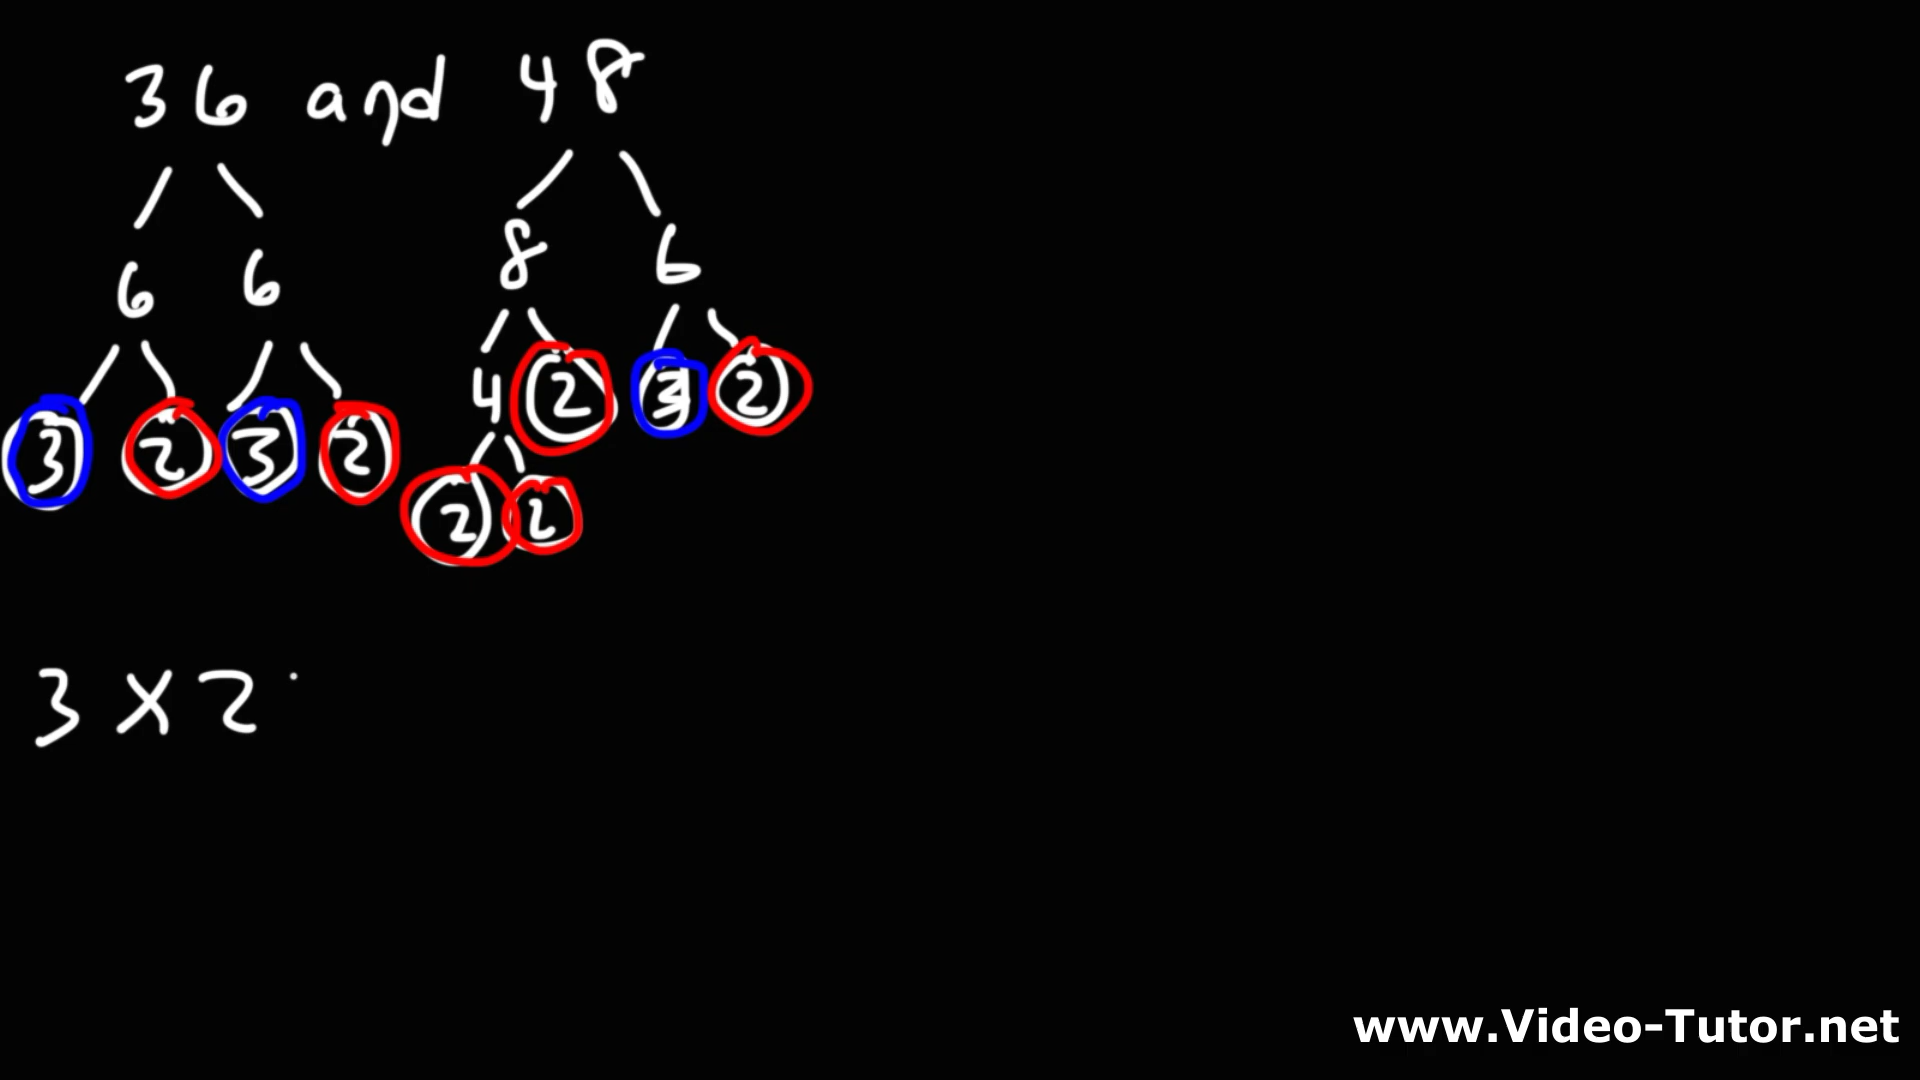 36 and 48
6 6 8 6
3 2 3 2 4 2 3 2
2 2
3 x 2
www.Video-Tutor.net